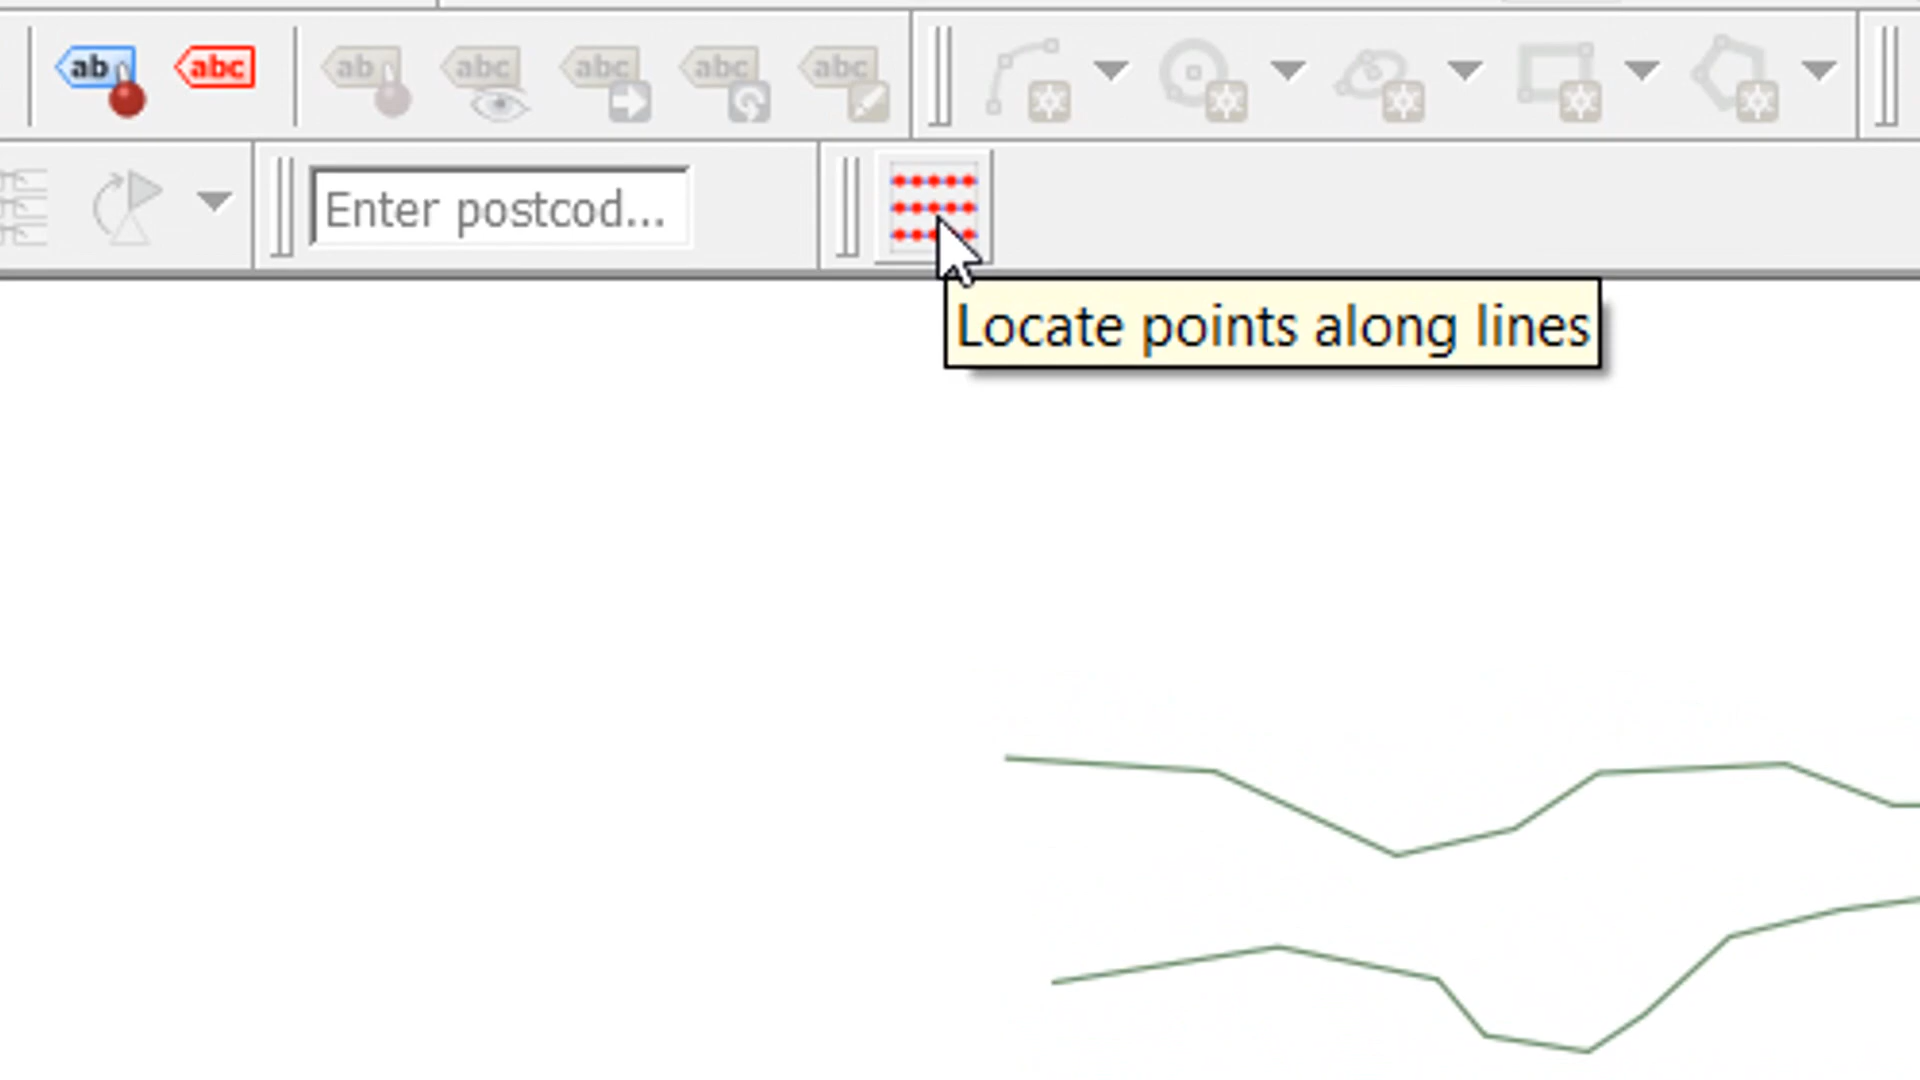 ab abc ab abc abc abc abc
Enter postcod...
Locate points along lines